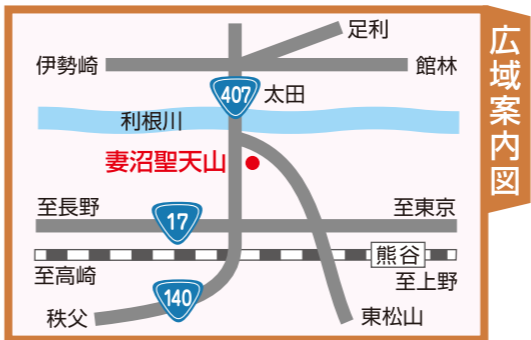 広域案内図
足利
伊勢崎
館林
407
太田
利根川
妻沼聖天山
至長野
至東京
17
熊谷
至高崎
至上野
140
秩父
東松山